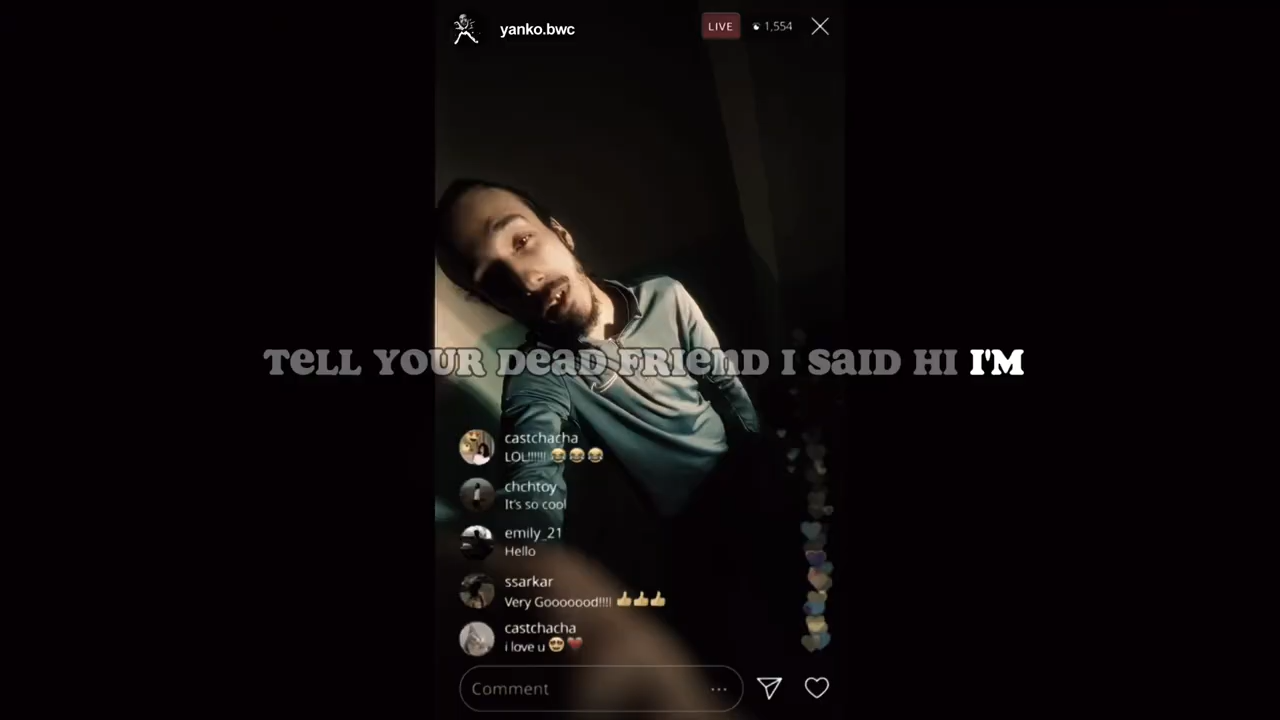 yanko.bwc
LIVE 1,554
TELL YOUR DEAD FRIEND I SAID HI I'M
castchacha
LOL!!!!!! 😂😂😂
chchtoy
It's so cool
emily_21
Hello
ssarkar
Very Gooooood!!!! 👍👍👍
castchacha
i love u 😍❤️
Comment ...